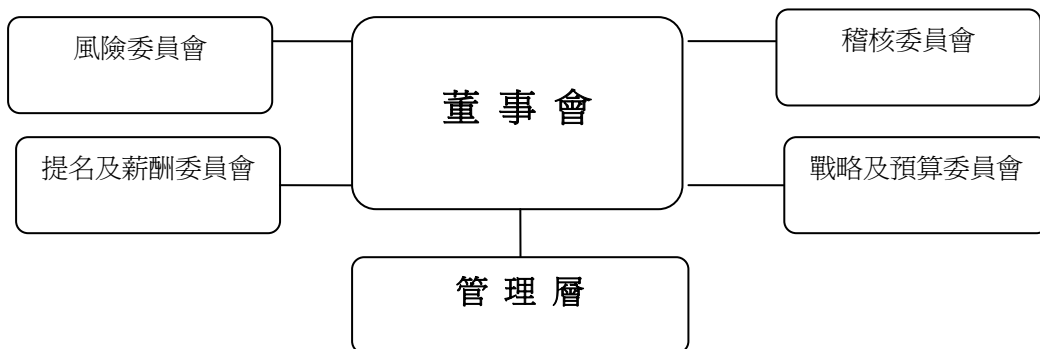 風險委員會
稽核委員會
董事會
提名及薪酬委員會
戰略及預算委員會
管理層